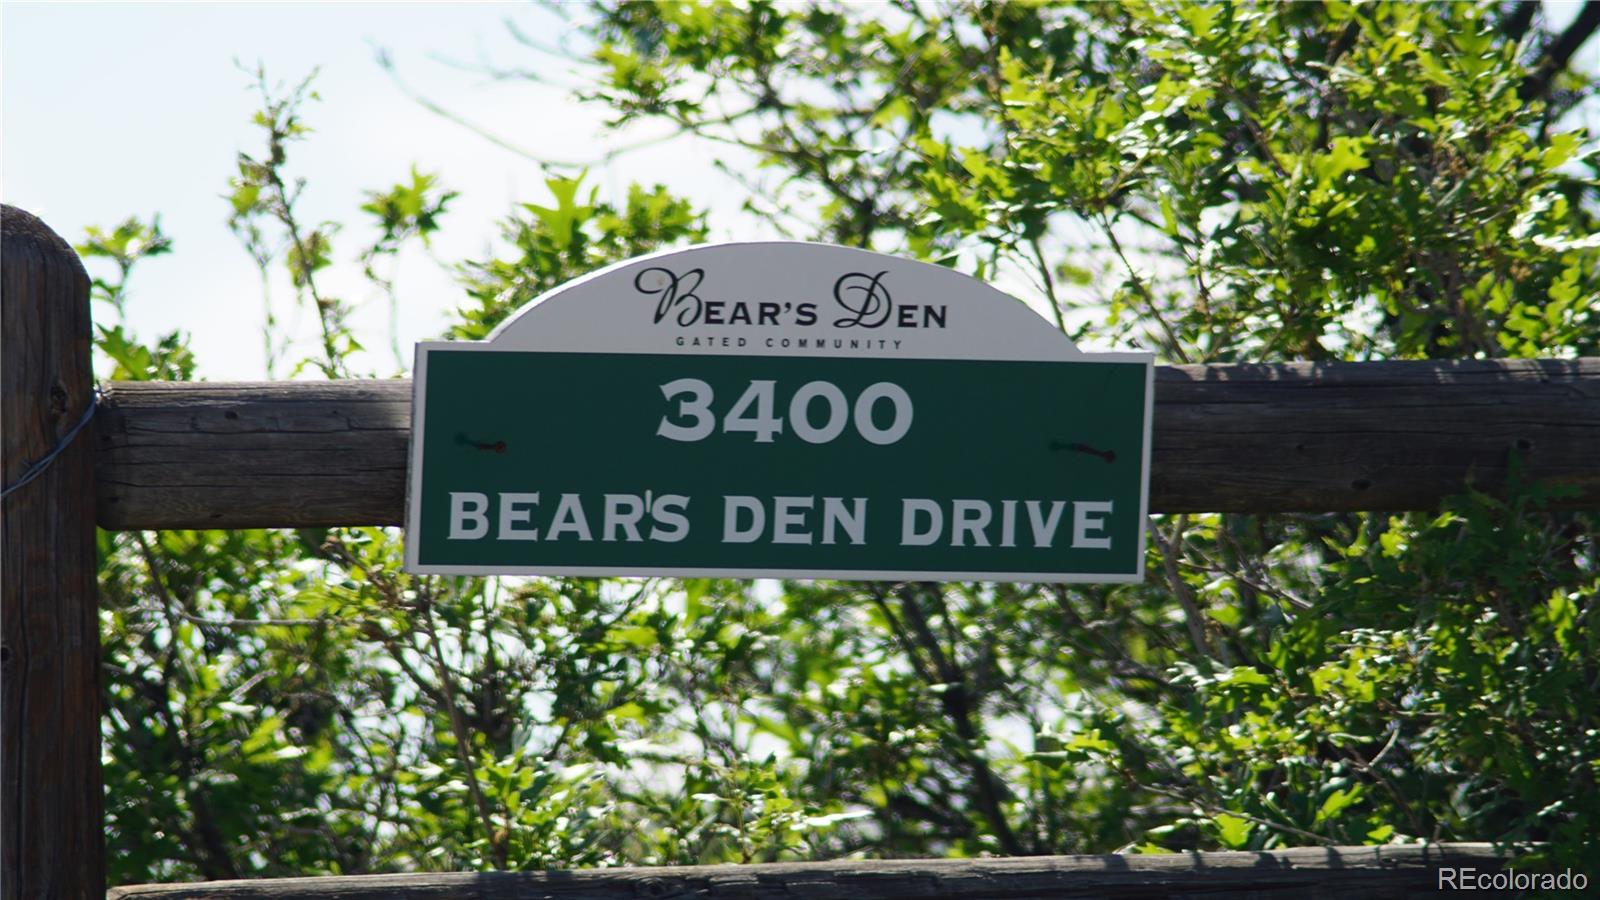 Bear's Den
GATED COMMUNITY
3400
BEAR'S DEN DRIVE
REcolorado